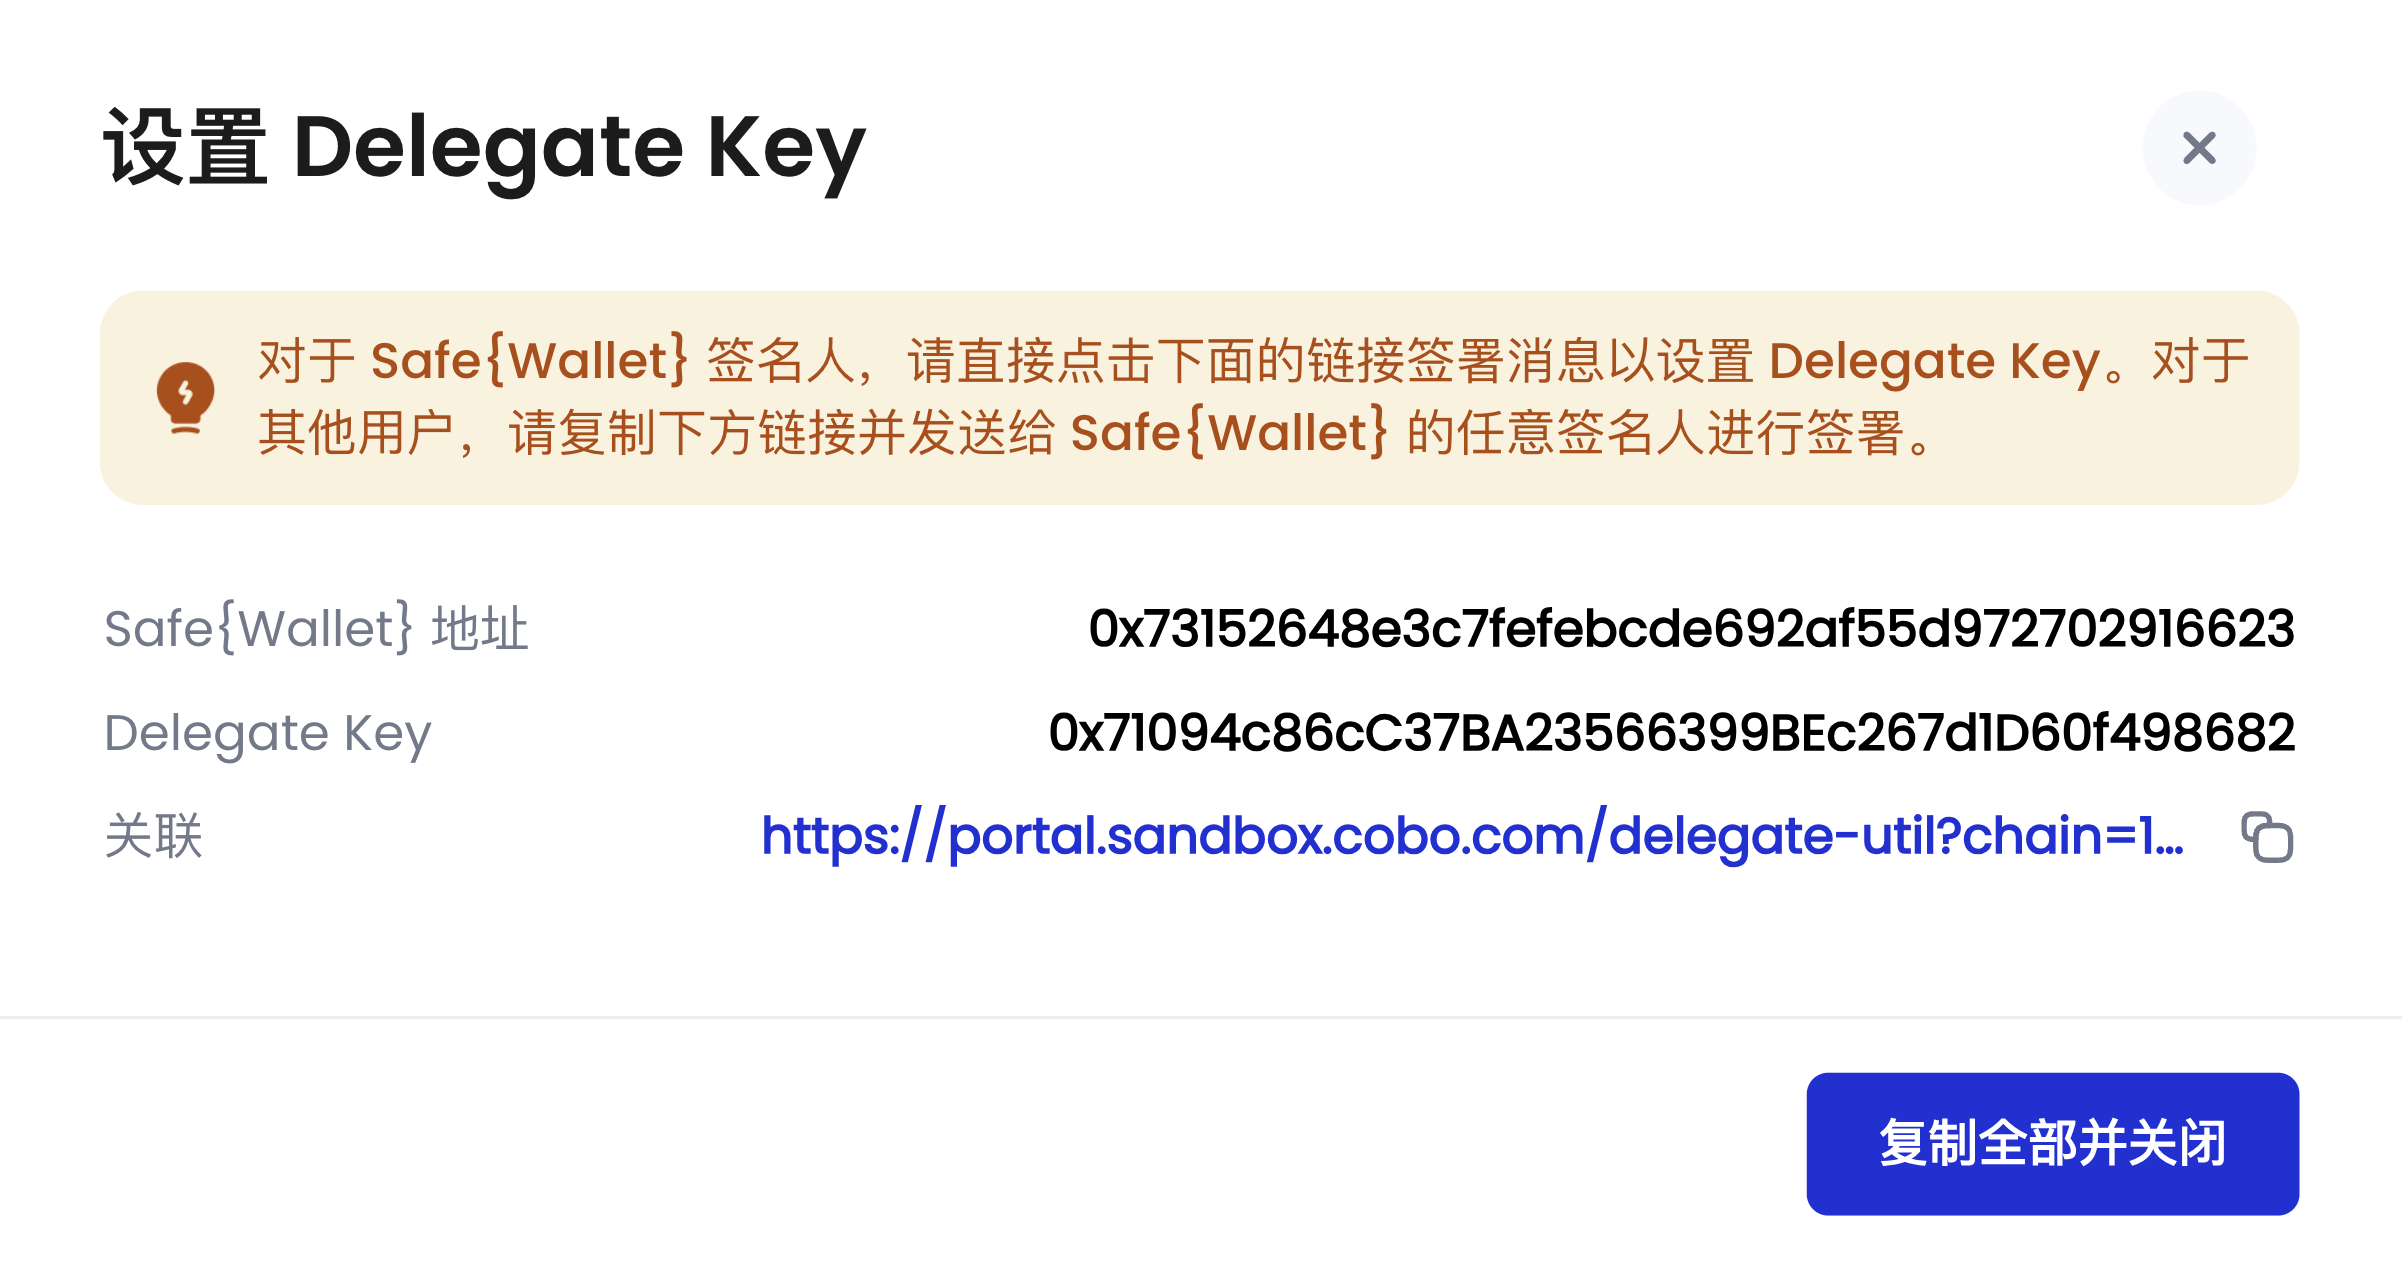 设置 Delegate Key
对于 Safe{Wallet} 签名人，请直接点击下面的链接签署消息以设置 Delegate Key。对于
其他用户，请复制下方链接并发送给 Safe{Wallet} 的任意签名人进行签署。
Safe{Wallet} 地址 0x73152648e3c7fefebcde692af55d972702916623
Delegate Key 0x71094c86cC37BA23566399BEc267d1D60f498682
关联 https://portal.sandbox.cobo.com/delegate-util?chain=1...
复制全部并关闭